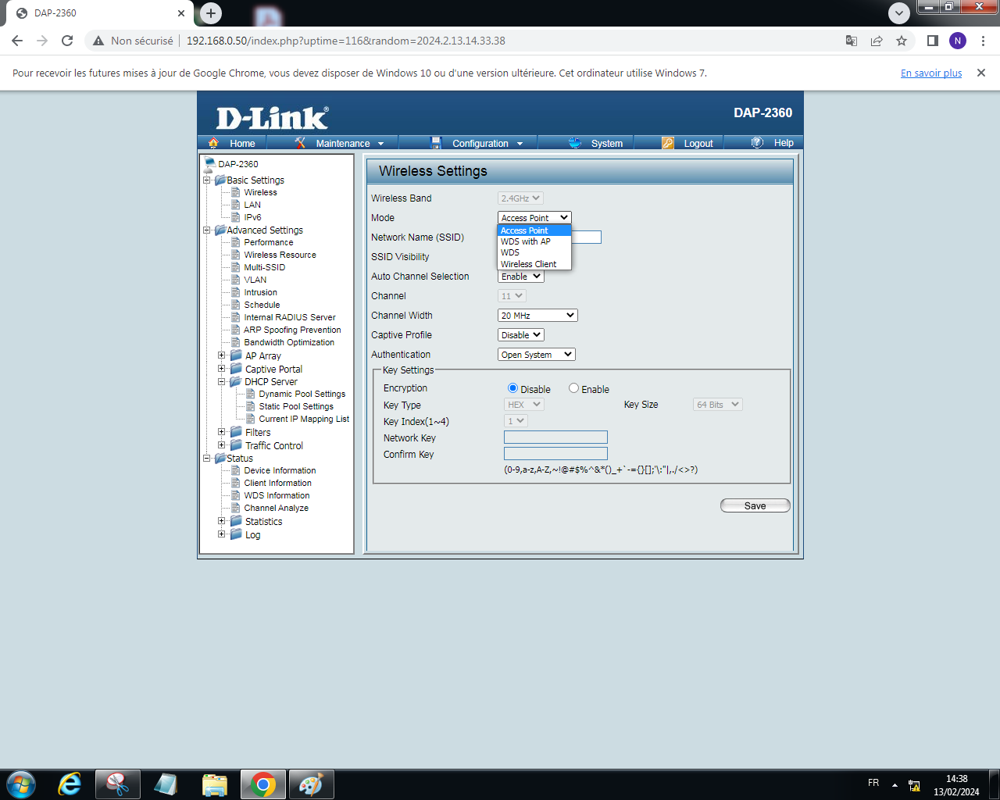 DAP-2360
Non sécurisé
192.168.0.50/index.php?uptime=116&random=2024.2.13.14.33.38
N
Pour recevoir les futures mises à jour de Google Chrome, vous devez disposer de Windows 10 ou d'une version ultérieure. Cet ordinateur utilise Windows 7.
En savoir plus
D-Link®
DAP-2360
Home
Maintenance
Configuration
System
Logout
Help
DAP-2360
Basic Settings
Wireless
LAN
IPv6
Advanced Settings
Performance
Wireless Resource
Multi-SSID
VLAN
Intrusion
Schedule
Internal RADIUS Server
ARP Spoofing Prevention
Bandwidth Optimization
AP Array
Captive Portal
DHCP Server
Dynamic Pool Settings
Static Pool Settings
Current IP Mapping List
Filters
Traffic Control
Status
Device Information
Client Information
WDS Information
Channel Analyze
Statistics
Log
Wireless Settings
Wireless Band 2.4GHz
Mode Access Point
Access Point
WDS with AP
WDS
Wireless Client
Network Name (SSID)
SSID Visibility
Auto Channel Selection Enable
Channel 11
Channel Width 20 MHz
Captive Profile Disable
Authentication Open System
Key Settings
Encryption Disable Enable
Key Type HEX Key Size 64 Bits
Key Index(1~4) 1
Network Key
Confirm Key
(0-9,a-z,A-Z,~!@#$%^&*()_+`-={}[];'\:"|,./<>?)
Save
FR
14:38
13/02/2024